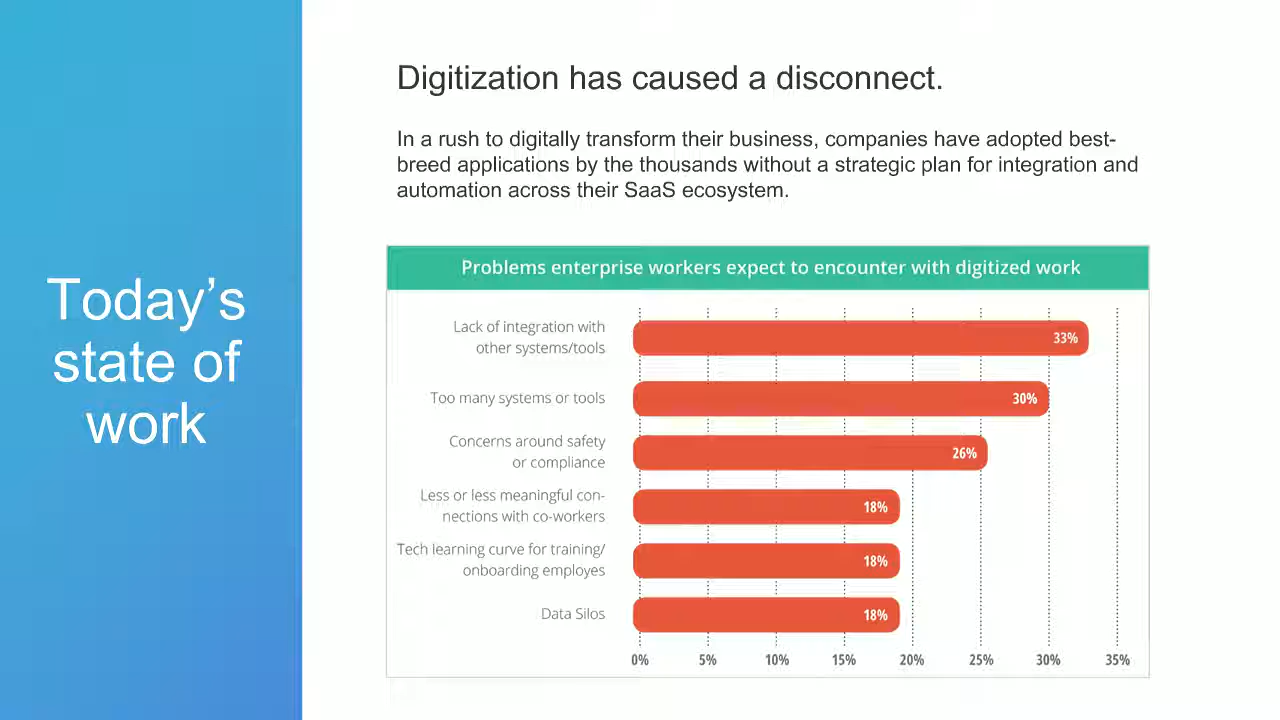 Today’s
state of
work
Digitization has caused a disconnect.
In a rush to digitally transform their business, companies have adopted best-
breed applications by the thousands without a strategic plan for integration and
automation across their SaaS ecosystem.
Problems enterprise workers expect to encounter with digitized work
Lack of integration with
other systems/tools
33%
Too many systems or tools
30%
Concerns around safety
or compliance
26%
Less or less meaningful con-
nections with co-workers
18%
Tech learning curve for training/
onboarding employes
18%
Data Silos
18%
0% 5% 10% 15% 20% 25% 30% 35%